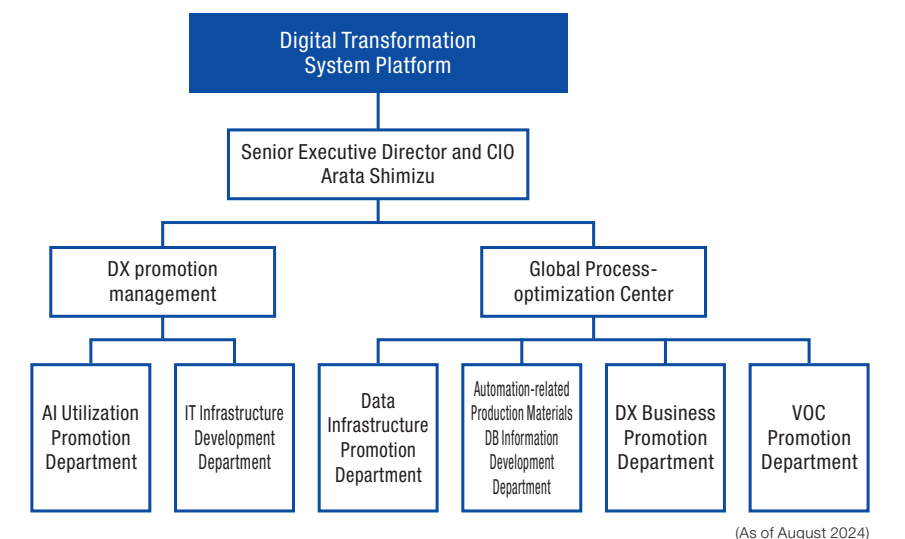 Digital Transformation
System Platform
Senior Executive Director and CIO
Arata Shimizu
DX promotion
management
Global Process-
optimization Center
AI Utilization
Promotion
Department
IT Infrastructure
Development
Department
Data
Infrastructure
Promotion
Department
Automation-related
Production Materials
DB Information
Development
Department
DX Business
Promotion
Department
VOC
Promotion
Department
(As of August 2024)